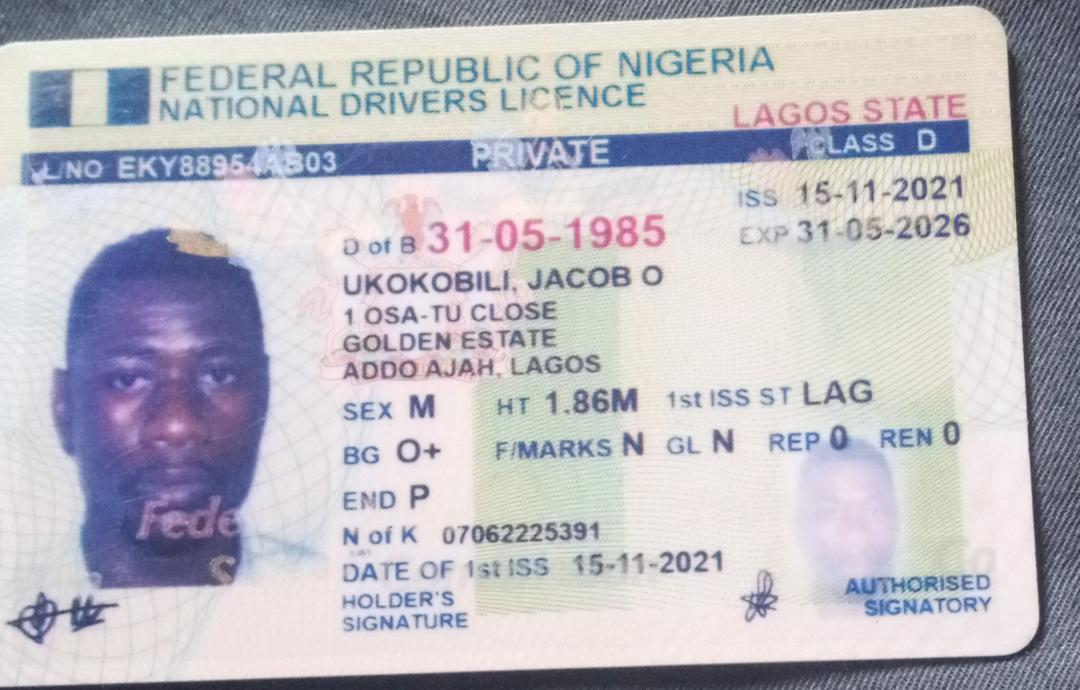 FEDERAL REPUBLIC OF NIGERIA
NATIONAL DRIVERS LICENCE
LAGOS STATE
L/NO EKY88954AB03 PRIVATE CLASS D
ISS 15-11-2021
D of B 31-05-1985 EXP 31-05-2026
UKOKOBILI, JACOB O
1 OSA-TU CLOSE
GOLDEN ESTATE
ADDO AJAH, LAGOS
SEX M HT 1.86M 1st ISS ST LAG
BG O+ F/MARKS N GL N REP 0 REN 0
END P
Fede
N of K 07062225391
DATE OF 1st ISS 15-11-2021
HOLDER'S
SIGNATURE
AUTHORISED
SIGNATORY